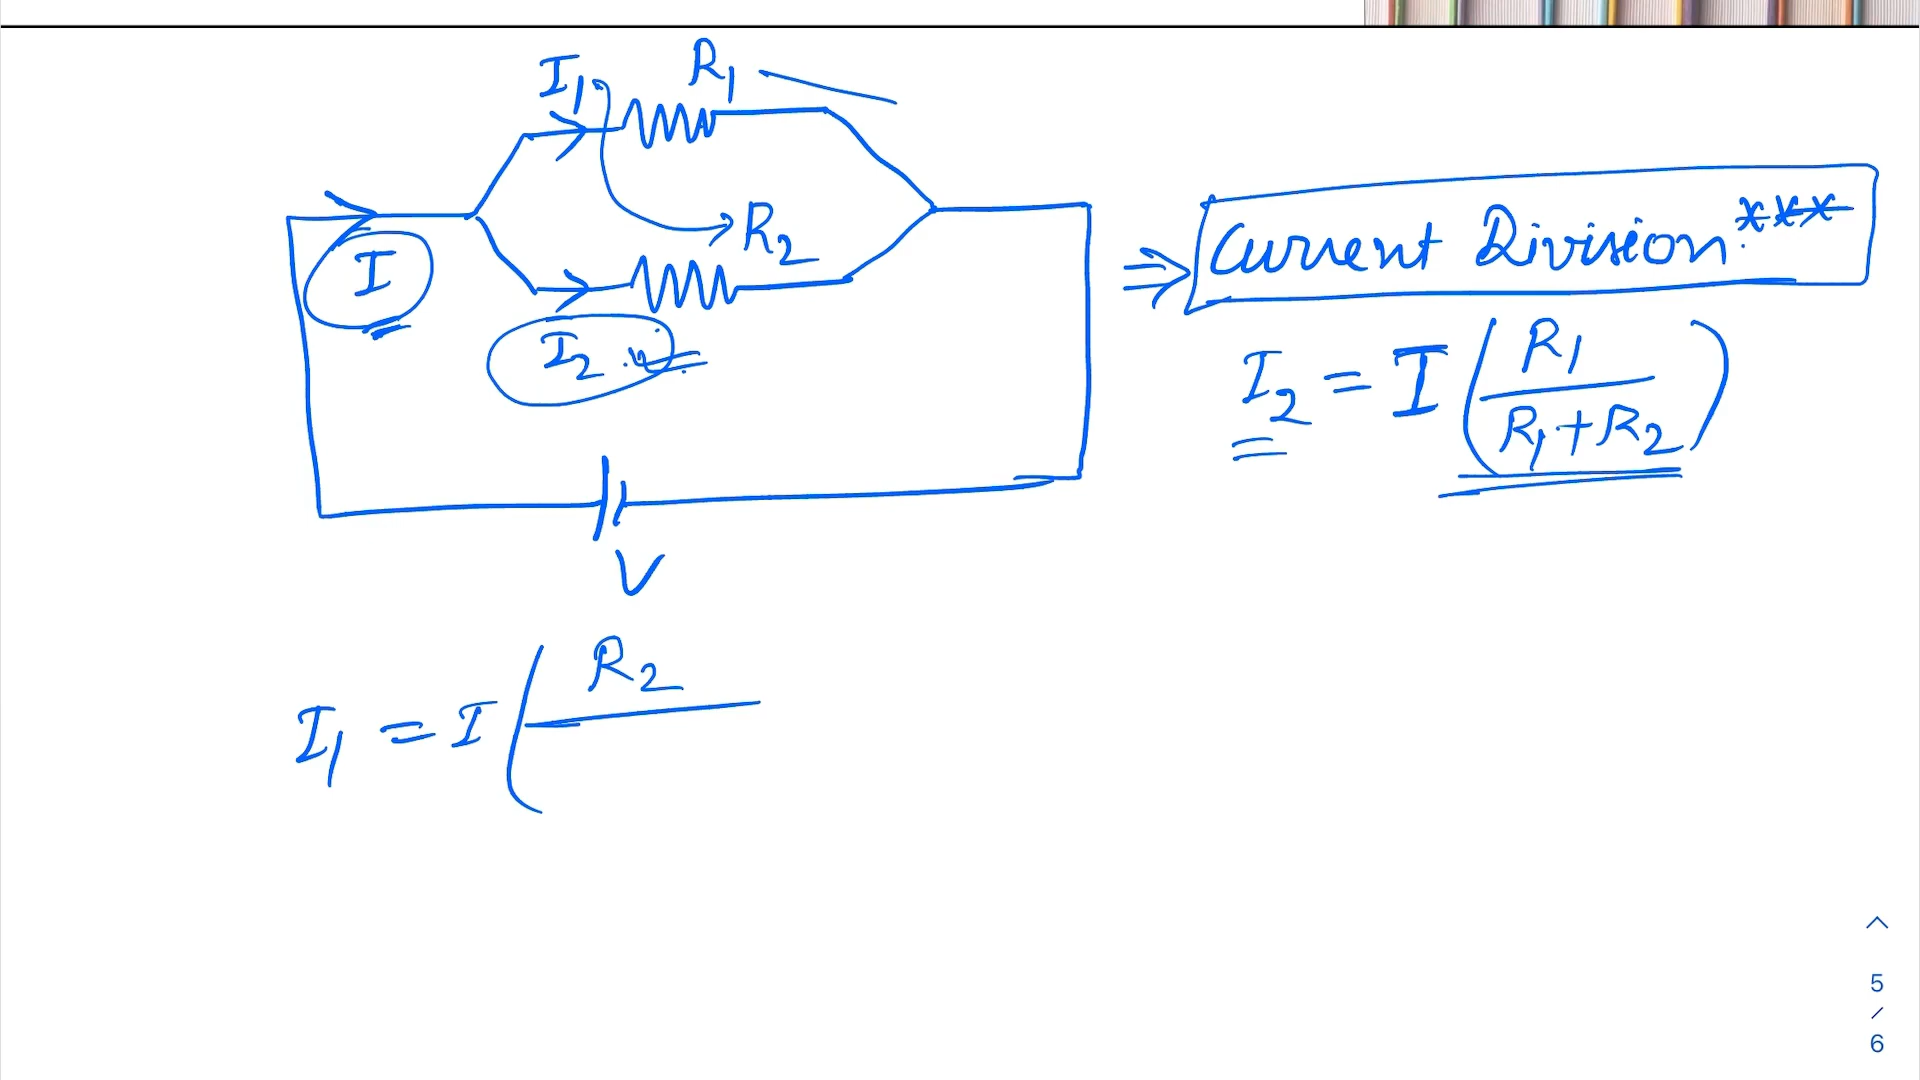 I₁
R₁
I
R₂
I₂
Current Division ***
I₂ = I (R₁ / R₁+R₂)
V
I₁ = I ( R₂
5
/
6